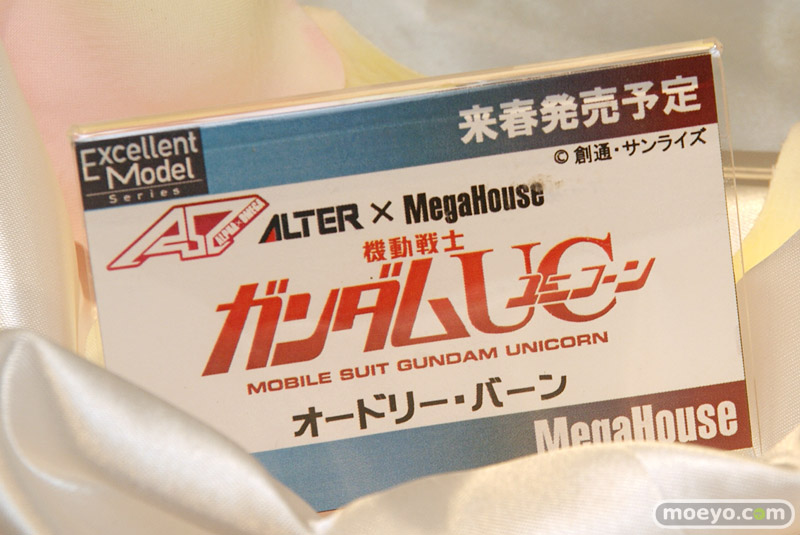 来春発売予定
Excellent
Model
Series
© 創通・サンライズ
ALPHA×OMEGA
ALTER × MegaHouse
機動戦士
ガンダムUC
ユニコーン
MOBILE SUIT GUNDAM UNICORN
オードリー・バーン
MegaHouse
moeyo.com